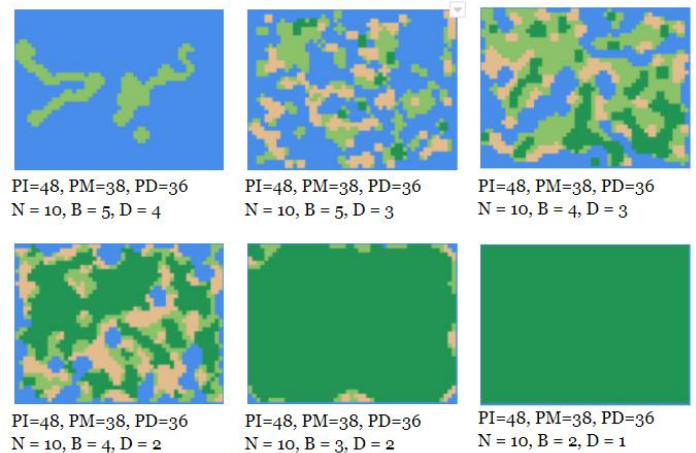 PI=48, PM=38, PD=36
N = 10, B = 5, D = 4
PI=48, PM=38, PD=36
N = 10, B = 5, D = 3
PI=48, PM=38, PD=36
N = 10, B = 4, D = 3
PI=48, PM=38, PD=36
N = 10, B = 4, D = 2
PI=48, PM=38, PD=36
N = 10, B = 3, D = 2
PI=48, PM=38, PD=36
N = 10, B = 2, D = 1